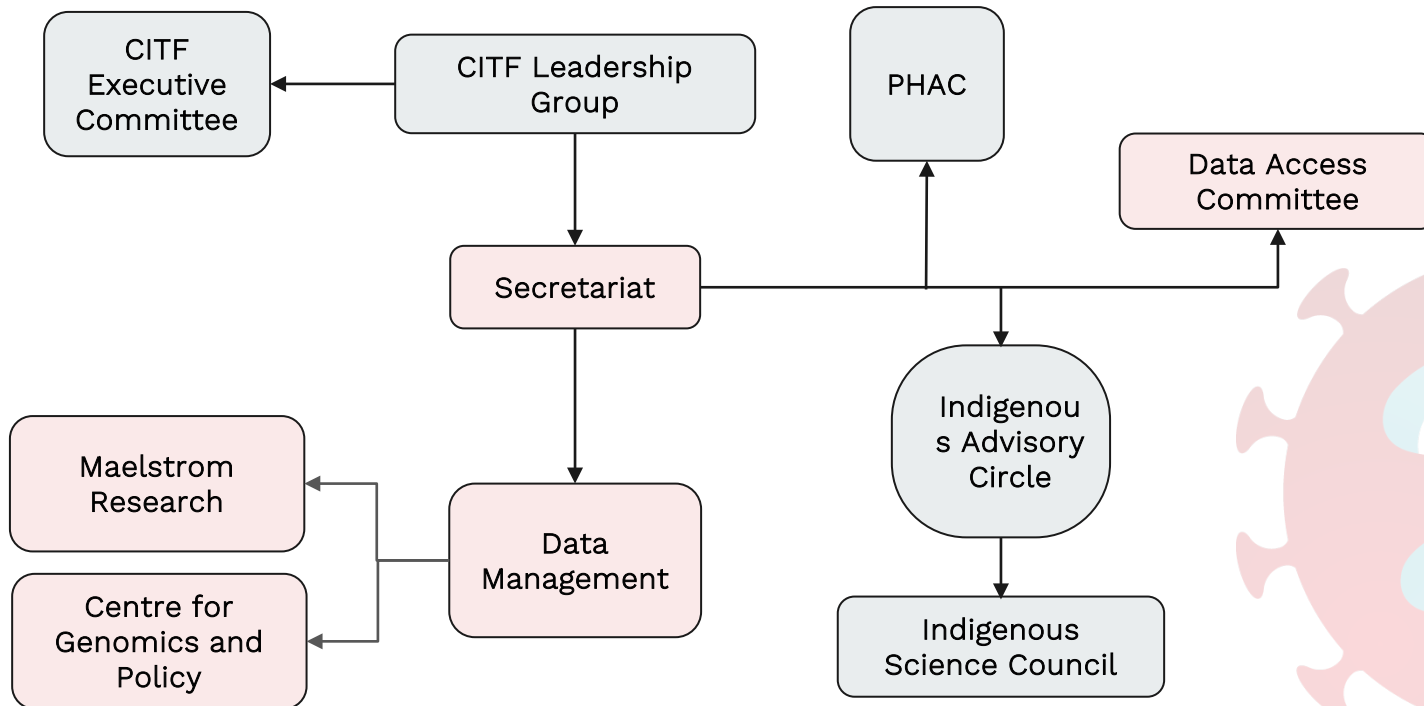 CITF
Executive
Committee
CITF Leadership
Group
PHAC
Data Access
Committee
Secretariat
Indigenou
s Advisory
Circle
Maelstrom
Research
Data
Management
Centre for
Genomics and
Policy
Indigenous
Science Council